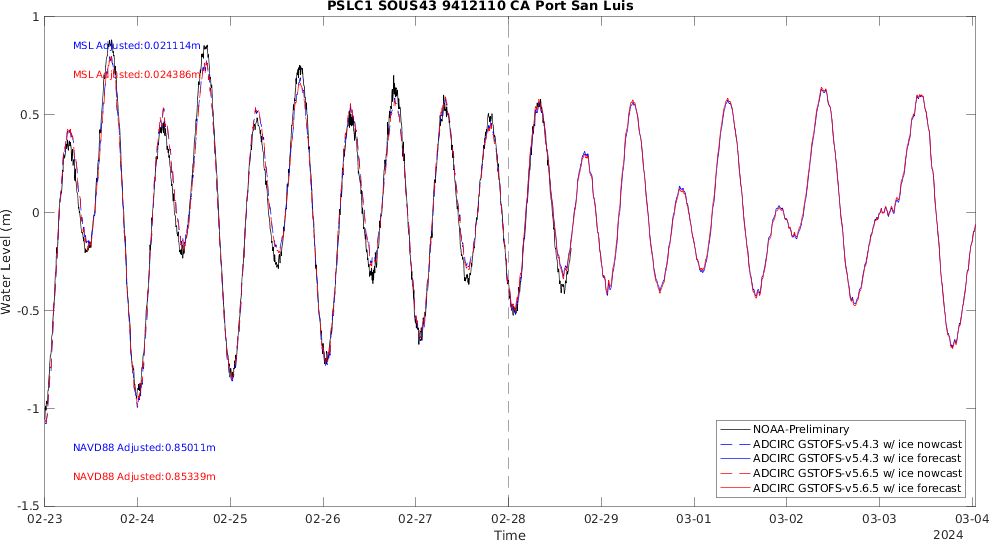 PSLC1 SOUS43 9412110 CA Port San Luis
MSL Adjusted:0.021114m
MSL Adjusted:0.024386m
NAVD88 Adjusted:0.85011m
NAVD88 Adjusted:0.85339m
Water Level (m)
1
0.5
0
-0.5
-1
-1.5
NOAA-Preliminary
ADCIRC GSTOFS-v5.4.3 w/ ice nowcast
ADCIRC GSTOFS-v5.4.3 w/ ice forecast
ADCIRC GSTOFS-v5.6.5 w/ ice nowcast
ADCIRC GSTOFS-v5.6.5 w/ ice forecast
02-23 02-24 02-25 02-26 02-27 02-28 02-29 03-01 03-02 03-03 03-04
Time
2024